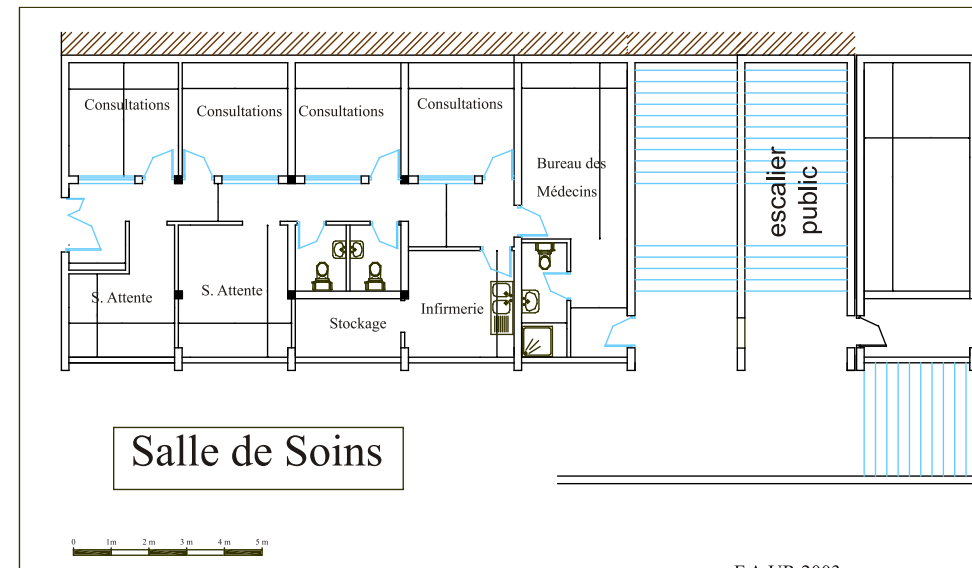 Consultations
Consultations
Consultations
Consultations
Bureau des
Médecins
escalier
public
S. Attente
S. Attente
Stockage
Infirmerie
Salle de Soins
0 1m 2 m 3 m 4 m 5 m